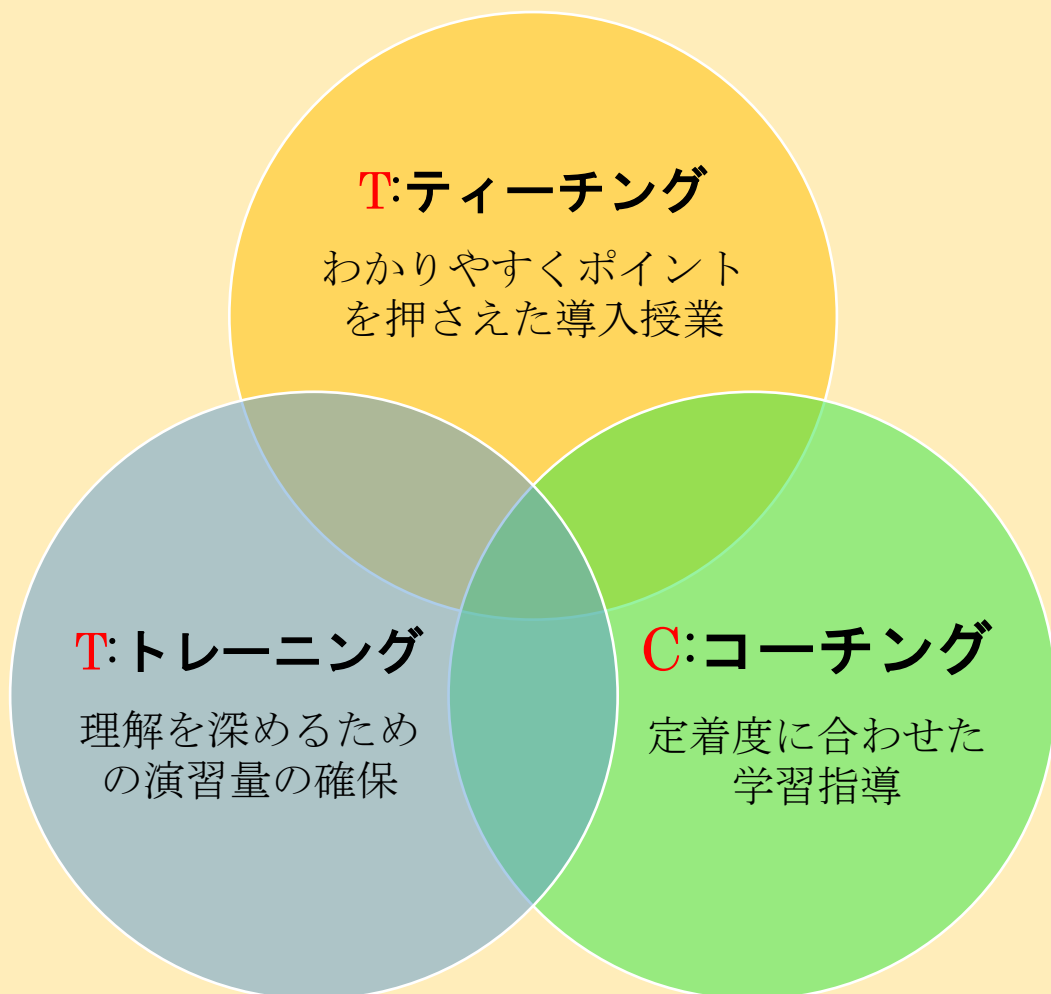 T:ティーチング
わかりやすくポイント
を押さえた導入授業
T:トレーニング
理解を深めるため
の演習量の確保
C:コーチング
定着度に合わせた
学習指導